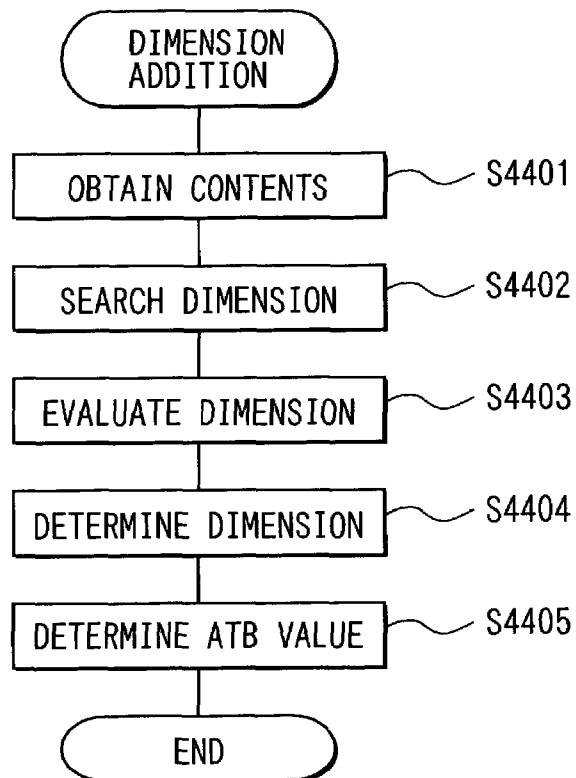 DIMENSION
ADDITION
OBTAIN CONTENTS
S4401
SEARCH DIMENSION
S4402
EVALUATE DIMENSION
S4403
DETERMINE DIMENSION
S4404
DETERMINE ATB VALUE
S4405
END